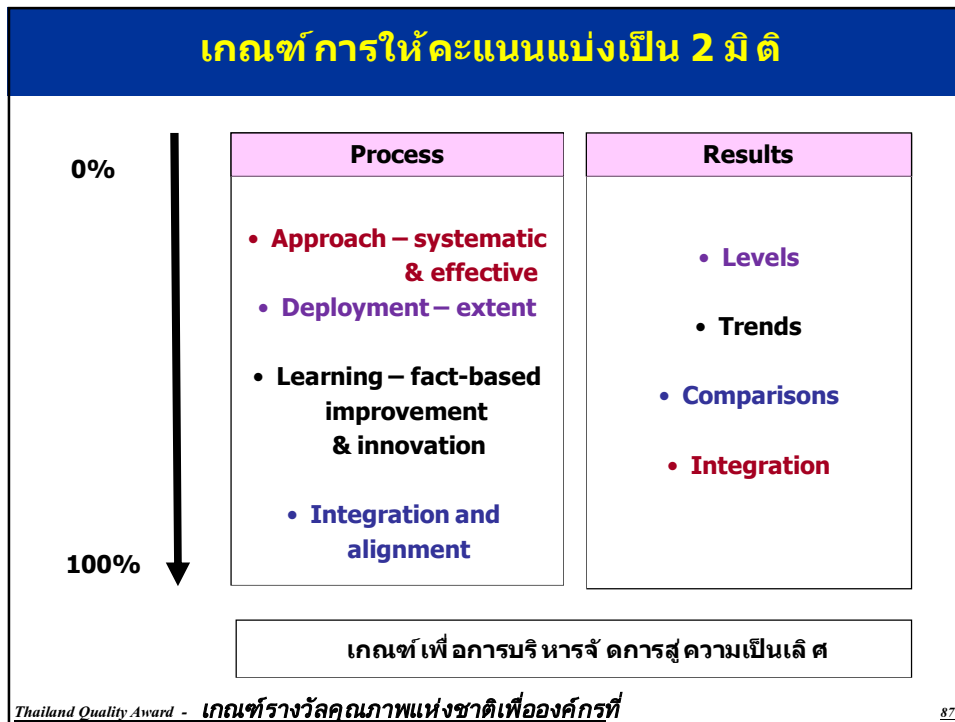 เกณฑ์การให้คะแนนแบ่งเป็น 2 มิติ
0%
Process
• Approach – systematic
& effective
• Deployment – extent
• Learning – fact-based
improvement
& innovation
• Integration and
alignment
Results
• Levels
• Trends
• Comparisons
• Integration
100%
เกณฑ์เพื่อการบริหารจัดการสู่ความเป็นเลิศ
Thailand Quality Award - เกณฑ์รางวัลคุณภาพแห่งชาติเพื่อองค์กรที่ 87